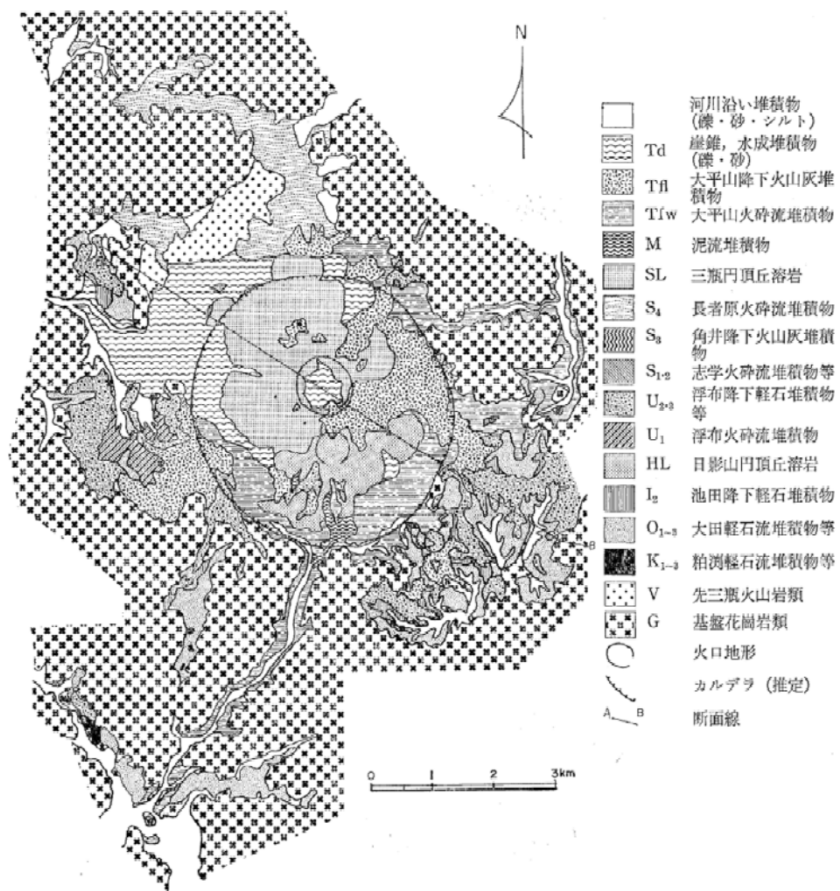 N
河川沿い堆積物
(礫・砂・シルト)
Td 崖錐，水成堆積物
(礫・砂)
Tfl 大平山降下火山灰堆
積物
Tfw 大平山火砕流堆積物
M 泥流堆積物
SL 三瓶円頂丘溶岩
S₄ 長者原火砕流堆積物
S₃ 角井降下火山灰堆積
物
S₁・₂ 志学火砕流堆積物等
U₂・₃ 浮布降下軽石堆積物
等
U₁ 浮布火砕流堆積物
HL 日影山円頂丘溶岩
I₂ 池田降下軽石堆積物
O₁~₃ 大田軽石流堆積物等
K₁~₃ 粕渕軽石流堆積物等
V 先三瓶火山岩類
G 基盤花崗岩類
火口地形
カルデラ (推定)
A B 断面線
G
B
0 1 2 3km